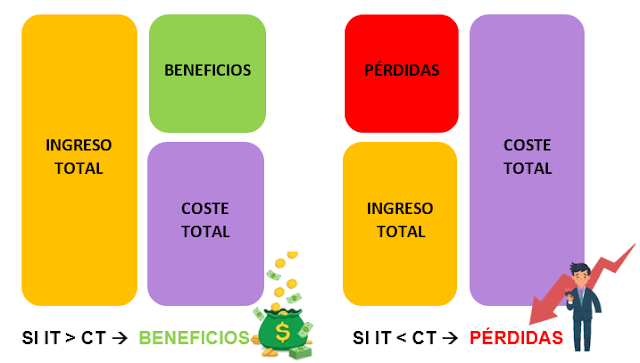 INGRESO
TOTAL
BENEFICIOS
COSTE
TOTAL
SI IT > CT → BENEFICIOS
$
PÉRDIDAS
INGRESO
TOTAL
COSTE
TOTAL
SI IT < CT → PÉRDIDAS